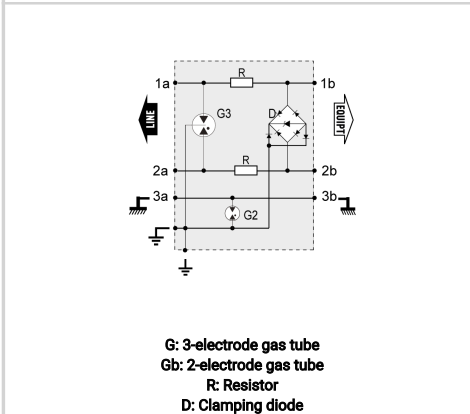 R
1a
1b
G3
D
LINE
EQUIPT
R
2a
2b
3a
3b
G2
G: 3-electrode gas tube
Gb: 2-electrode gas tube
R: Resistor
D: Clamping diode